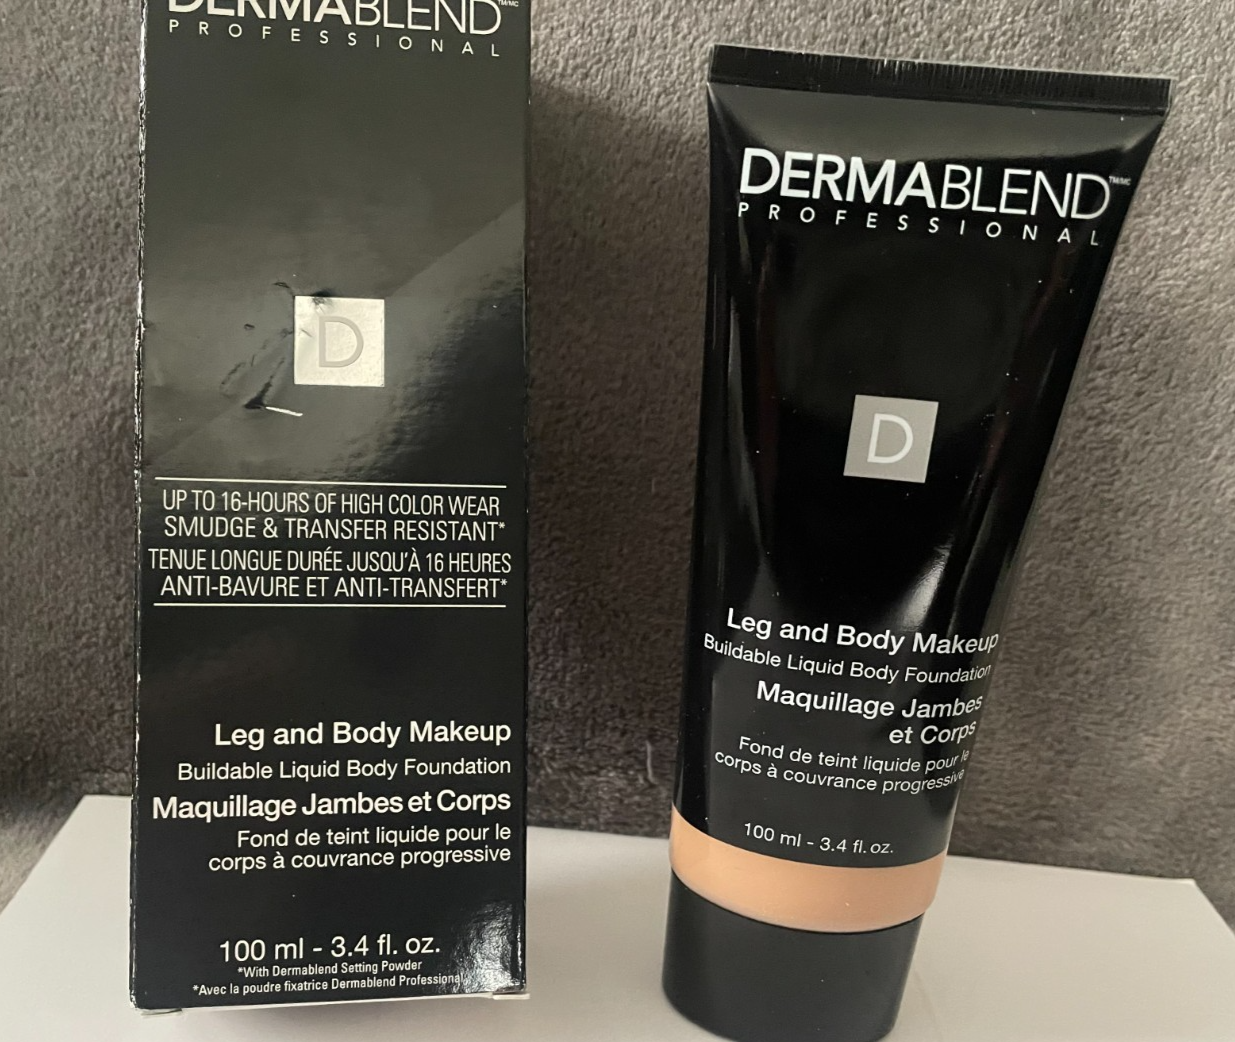 DERMABLEND™/MC
PROFESSIONAL
D
UP TO 16-HOURS OF HIGH COLOR WEAR
SMUDGE & TRANSFER RESISTANT*
TENUE LONGUE DURÉE JUSQU'À 16 HEURES
ANTI-BAVURE ET ANTI-TRANSFERT*
Leg and Body Makeup
Buildable Liquid Body Foundation
Maquillage Jambes et Corps
Fond de teint liquide pour le
corps à couvrance progressive
100 ml - 3.4 fl. oz.
*With Dermablend Setting Powder
*Avec la poudre fixatrice Dermablend Professional
DERMABLEND™/MC
PROFESSIONAL
D
Leg and Body Makeup
Buildable Liquid Body Foundation
Maquillage Jambes
et Corps
Fond de teint liquide pour le
corps à couvrance progressive
100 ml - 3.4 fl. oz.